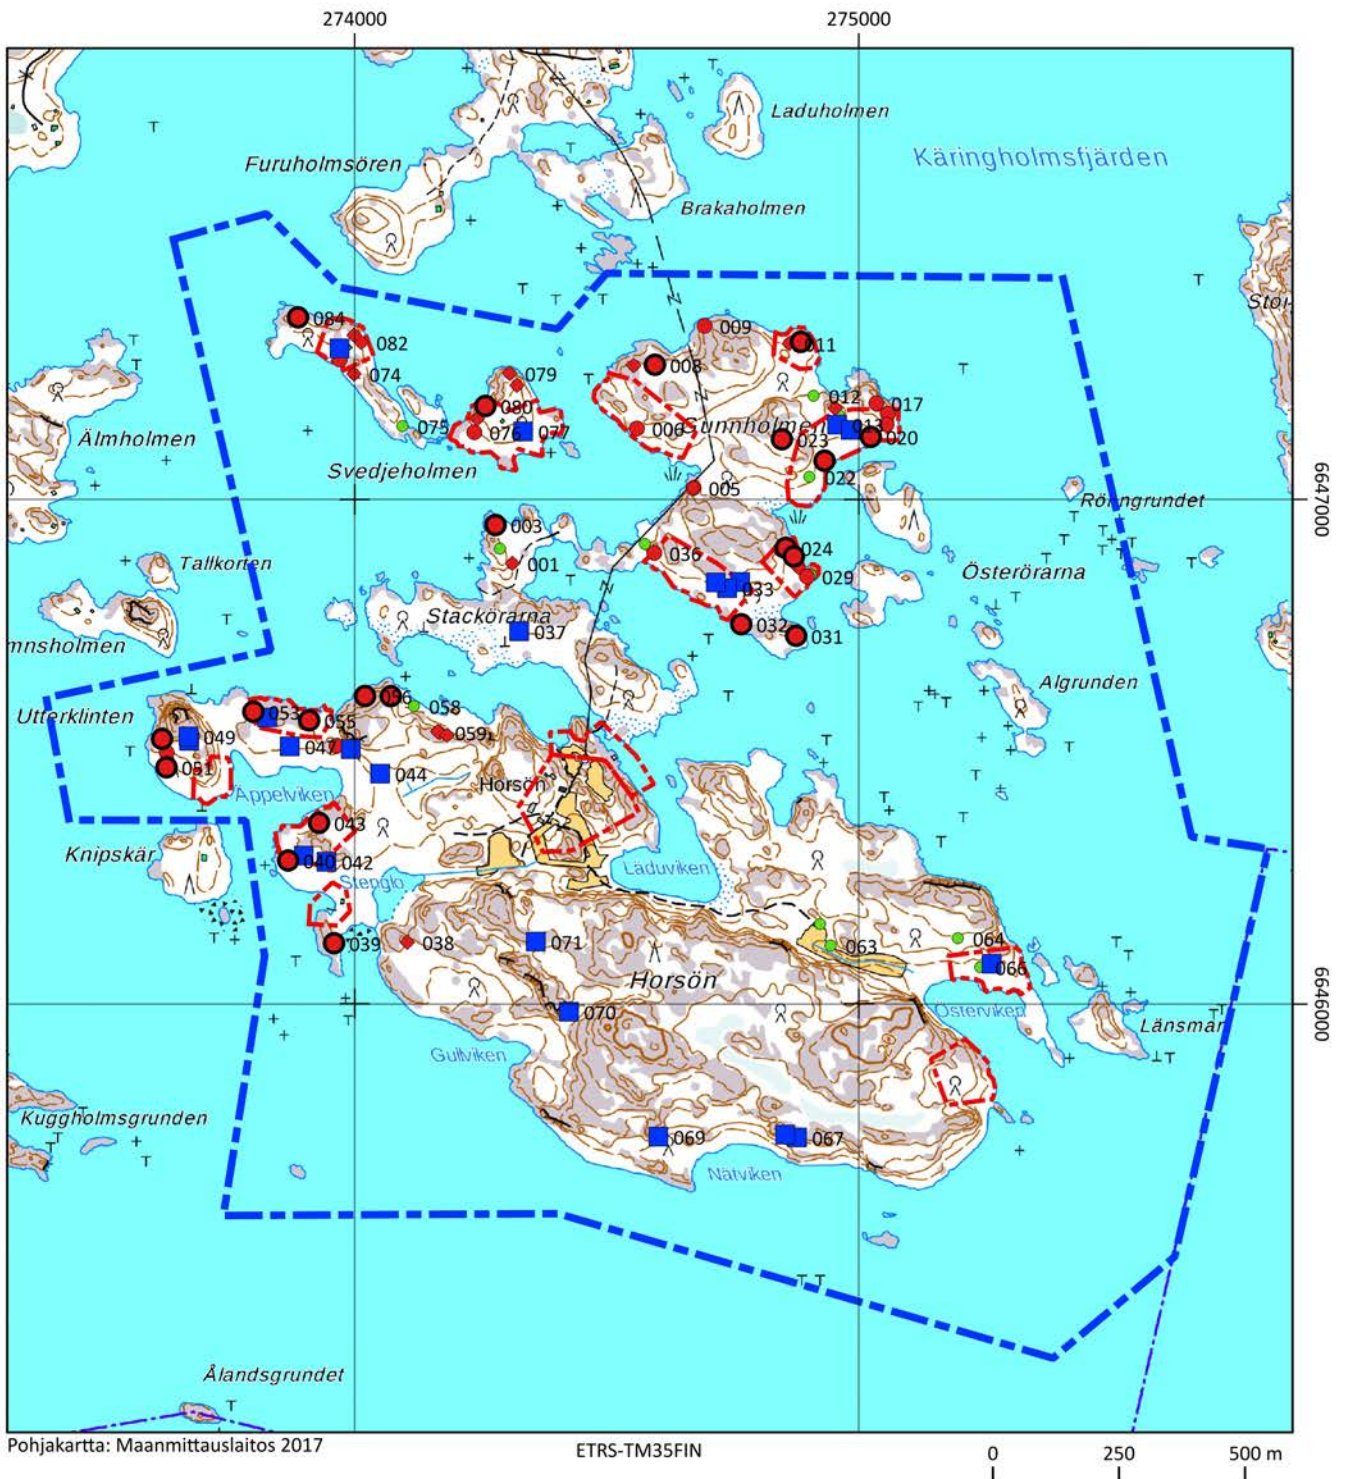 274000 275000
Laduholmen
Käringholmsfjärden
Furuholmsören
Brakaholmen
084
082
074
075
079
080
076
077
Svedjeholmen
009
008
011
006
012
017
013
020
023
022
005
Älmholmen
6647000
Rönngrundet
003
001
036
024
029
033
032
031
Österörarna
Tallkorten
Stackörarna
037
Algrunden
Utterklinten
053
055
056
058
059
049
047
051
044
Äppelviken
Horsön
043
040
042
Knipskär
Läduviken
039
038
071
063
064
066
Horsön
6646000
070
Österviken
20
Gullviken
Kuggholmsgrunden
069
067
Nätviken
Ålandsgrundet
Pohjakartta: Maanmittauslaitos 2017
ETRS-TM35FIN
0 250 500 m